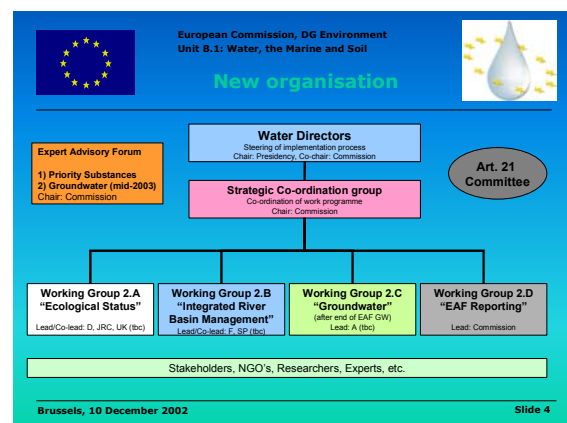 European Commission, DG Environment
Unit B.1: Water, the Marine and Soil
New organisation
Expert Advisory Forum
1) Priority Substances
2) Groundwater (mid-2003)
Chair: Commission
Water Directors
Steering of implementation process
Chair: Presidency, Co-chair: Commission
Art. 21
Committee
Strategic Co-ordination group
Co-ordination of work programme
Chair: Commission
Working Group 2.A
“Ecological Status”
Lead/Co-lead: D, JRC, UK (tbc)
Working Group 2.B
“Integrated River
Basin Management”
Lead/Co-lead: F, SP (tbc)
Working Group 2.C
“Groundwater”
(after end of EAF GW)
Lead: A (tbc)
Working Group 2.D
“EAF Reporting”
Lead: Commission
Stakeholders, NGO's, Researchers, Experts, etc.
Brussels, 10 December 2002
Slide 4